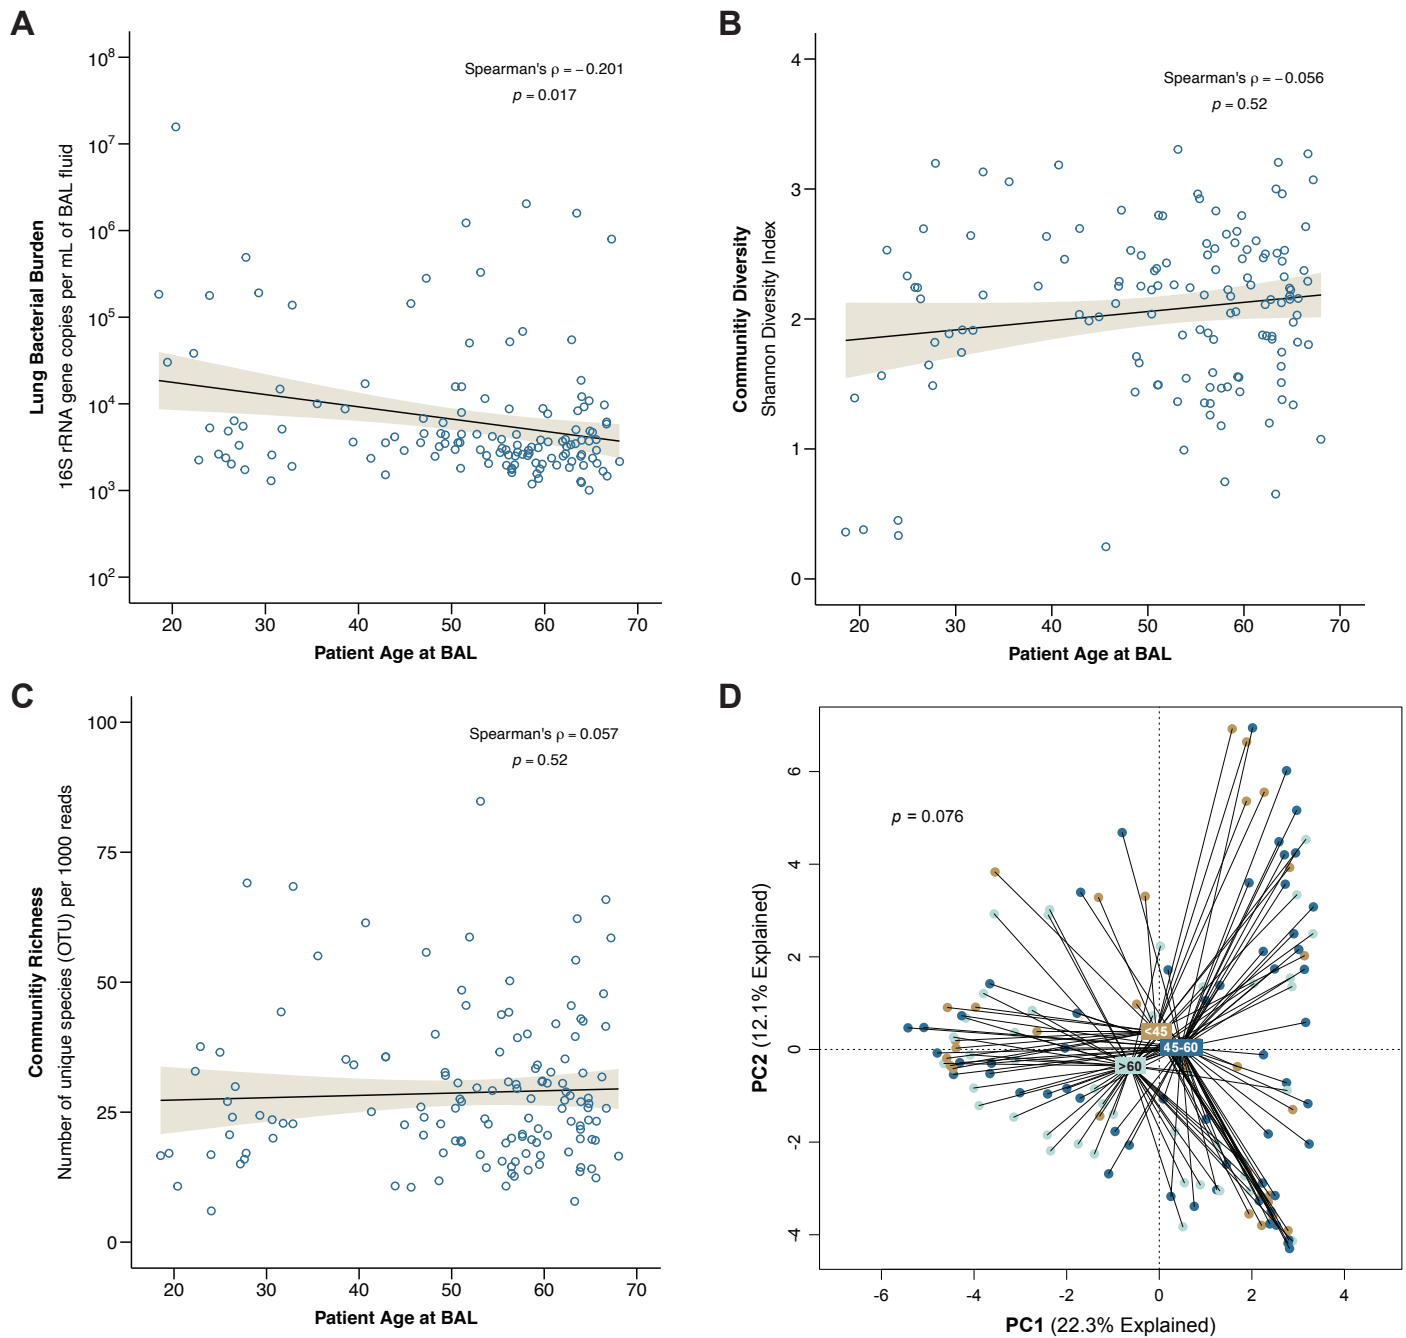 A
Lung Bacterial Burden
16S rRNA gene copies per mL of BAL fluid
10⁸
10⁷
10⁶
10⁵
10⁴
10³
10²
Spearman's ρ = −0.201
p = 0.017
20 30 40 50 60 70
Patient Age at BAL
B
Communitiy Diversity
Shannon Diversity Index
4
3
2
1
0
Spearman's ρ = −0.056
p = 0.52
20 30 40 50 60 70
Patient Age at BAL
C
Communitiy Richness
Number of unique species (OTU) per 1000 reads
100
75
50
25
0
Spearman's ρ = 0.057
p = 0.52
20 30 40 50 60 70
Patient Age at BAL
D
PC2 (12.1% Explained)
6
4
2
0
-2
-4
p = 0.076
<45
45-60
>60
-6 -4 -2 0 2 4
PC1 (22.3% Explained)